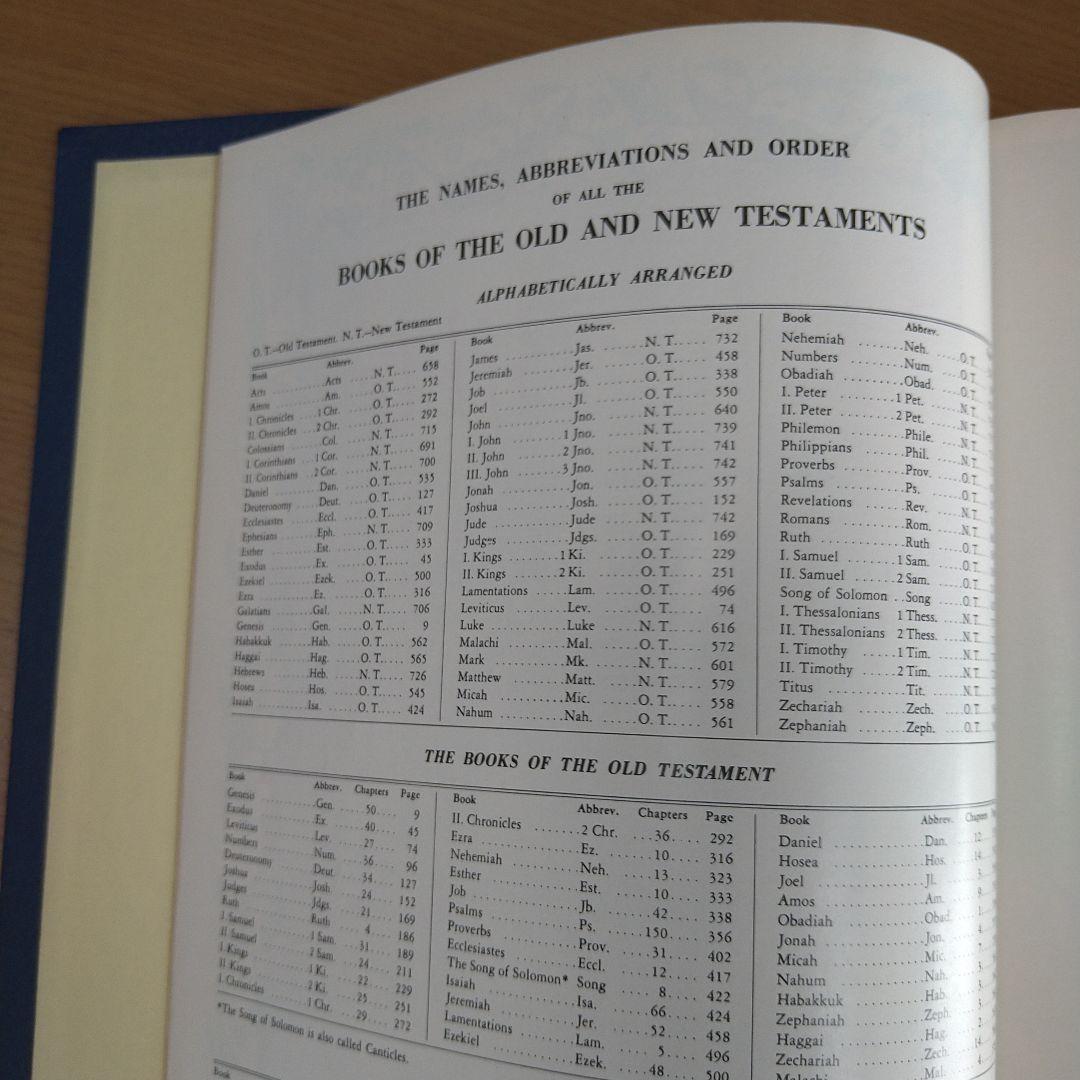 THE NAMES, ABBREVIATIONS AND ORDER
OF ALL THE
BOOKS OF THE OLD AND NEW TESTAMENTS
ALPHABETICALLY ARRANGED
O. T.—Old Testament. N. T.—New Testament
Book Abbrev. Page
Acts Acts N. T. 658
Amos Am. O. T. 552
I. Chronicles 1 Chr. O. T. 272
II. Chronicles 2 Chr. O. T. 292
Colossians Col. N. T. 715
I. Corinthians 1 Cor. N. T. 691
II. Corinthians 2 Cor. N. T. 700
Daniel Dan. O. T. 535
Deuteronomy Deut. O. T. 127
Ecclesiastes Eccl. O. T. 417
Ephesians Eph. N. T. 709
Esther Est. O. T. 333
Exodus Ex. O. T. 45
Ezekiel Ezek. O. T. 500
Ezra Ez. O. T. 316
Galatians Gal. N. T. 706
Genesis Gen. O. T. 9
Habakkuk Hab. O. T. 562
Haggai Hag. O. T. 565
Hebrews Heb. N. T. 726
Hosea Hos. O. T. 545
Isaiah Isa. O. T. 424
Book Abbrev. Page
James Jas. N. T. 732
Jeremiah Jer. O. T. 458
Job Jb. O. T. 338
Joel Jl. O. T. 550
John Jno. N. T. 640
I. John 1 Jno. N. T. 739
II. John 2 Jno. N. T. 741
III. John 3 Jno. N. T. 742
Jonah Jon. O. T. 557
Joshua Josh. O. T. 152
Jude Jude N. T. 742
Judges Jdgs. O. T. 169
I. Kings 1 Ki. O. T. 229
II. Kings 2 Ki. O. T. 251
Lamentations Lam. O. T. 496
Leviticus Lev. O. T. 74
Luke Luke N. T. 616
Malachi Mal. O. T. 572
Mark Mk. N. T. 601
Matthew Matt. N. T. 579
Micah Mic. O. T. 558
Nahum Nah. O. T. 561
Book Abbrev.
Nehemiah Neh. O. T.
Numbers Num. O. T.
Obadiah Obad. O. T.
I. Peter 1 Pet. N. T.
II. Peter 2 Pet. N. T.
Philemon Phile. N. T.
Philippians Phil. N. T.
Proverbs Prov. O. T.
Psalms Ps. O. T.
Revelations Rev. N. T.
Romans Rom. N. T.
Ruth Ruth O. T.
I. Samuel 1 Sam. O. T.
II. Samuel 2 Sam. O. T.
Song of Solomon Song O. T.
I. Thessalonians 1 Thess. N. T.
II. Thessalonians 2 Thess. N. T.
I. Timothy 1 Tim. N. T.
II. Timothy 2 Tim. N. T.
Titus Tit. N. T.
Zechariah Zech. O. T.
Zephaniah Zeph. O. T.
THE BOOKS OF THE OLD TESTAMENT
Book Abbrev. Chapters Page
Genesis Gen. 50 9
Exodus Ex. 40 45
Leviticus Lev. 27 74
Numbers Num. 36 96
Deuteronomy Deut. 34 127
Joshua Josh. 24 152
Judges Jdgs. 21 169
Ruth Ruth 4 186
I. Samuel 1 Sam. 31 189
II. Samuel 2 Sam. 24 211
I. Kings 1 Ki. 22 229
II. Kings 2 Ki. 25 251
I. Chronicles 1 Chr. 29 272
*The Song of Solomon is also called Canticles.
Book Abbrev. Chapters Page
II. Chronicles 2 Chr. 36 292
Ezra Ez. 10 316
Nehemiah Neh. 13 323
Esther Est. 10 333
Job Jb. 42 338
Psalms Ps. 150 356
Proverbs Prov. 31 402
Ecclesiastes Eccl. 12 417
The Song of Solomon* Song 8 422
Isaiah Isa. 66 424
Jeremiah Jer. 52 458
Lamentations Lam. 5 496
Ezekiel Ezek. 48 500
Book Abbrev. Chapters
Daniel Dan. 12
Hosea Hos. 14
Joel Jl. 3
Amos Am. 9
Obadiah Obad. 1
Jonah Jon. 4
Micah Mic.
Nahum Nah. 3
Habakkuk Hab. 3
Zephaniah Zeph.
Haggai Hag. 2
Zechariah Zech. 14
Malachi Mal. 4
Book